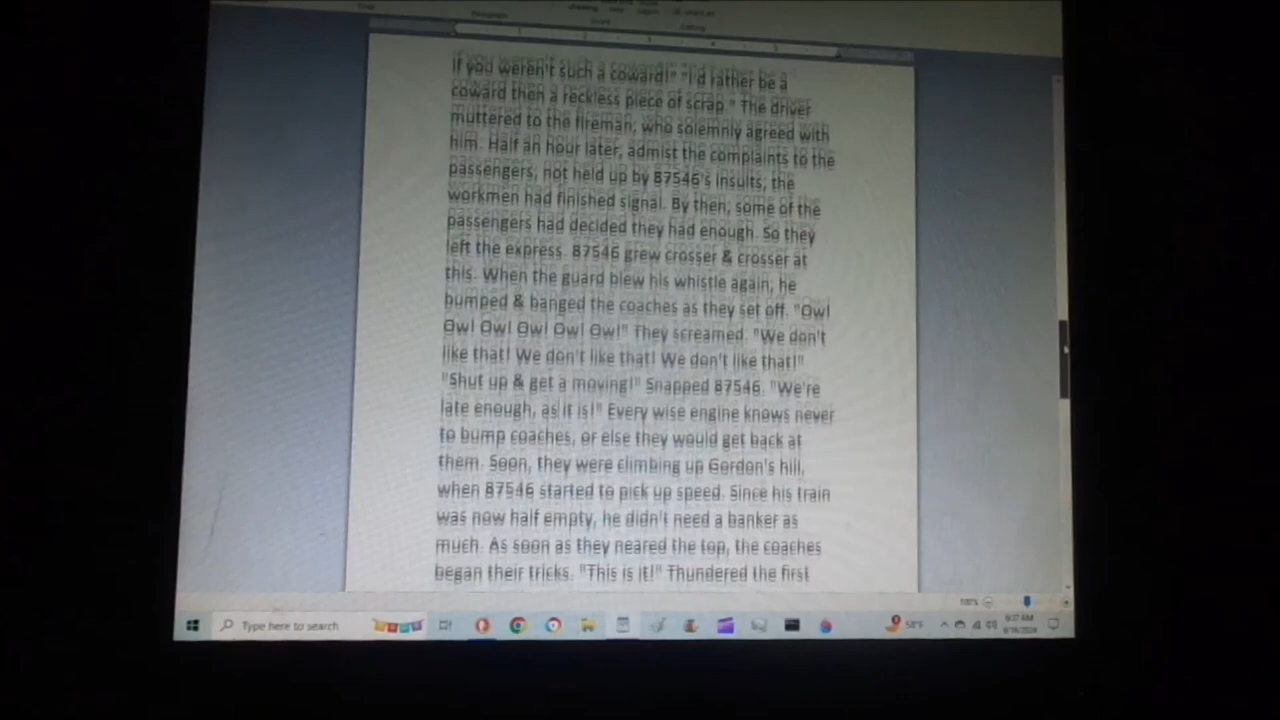 if you weren't such a coward!" "I'd rather be a
coward then a reckless piece of scrap." The driver
muttered to the fireman, who solemnly agreed with
him. Half an hour later, admist the complaints to the
passengers, not held up by 87546's insults, the
workmen had finished signal. By then, some of the
passengers had decided they had enough. So they
left the express. 87546 grew crosser & crosser at
this. When the guard blew his whistle again, he
bumped & banged the coaches as they set off. "Ow!
Ow! Ow! Ow! Ow! Ow!" They screamed. "We don't
like that! We don't like that! We don't like that!"
"Shut up & get a moving!" Snapped 87546. "We're
late enough, as it is!" Every wise engine knows never
to bump coaches, or else they would get back at
them. Soon, they were climbing up Gordon's hill,
when 87546 started to pick up speed. Since his train
was now half empty, he didn't need a banker as
much. As soon as they neared the top, the coaches
began their tricks. "This is it!" Thundered the first
100%
Type here to search
58°F
9:37 AM